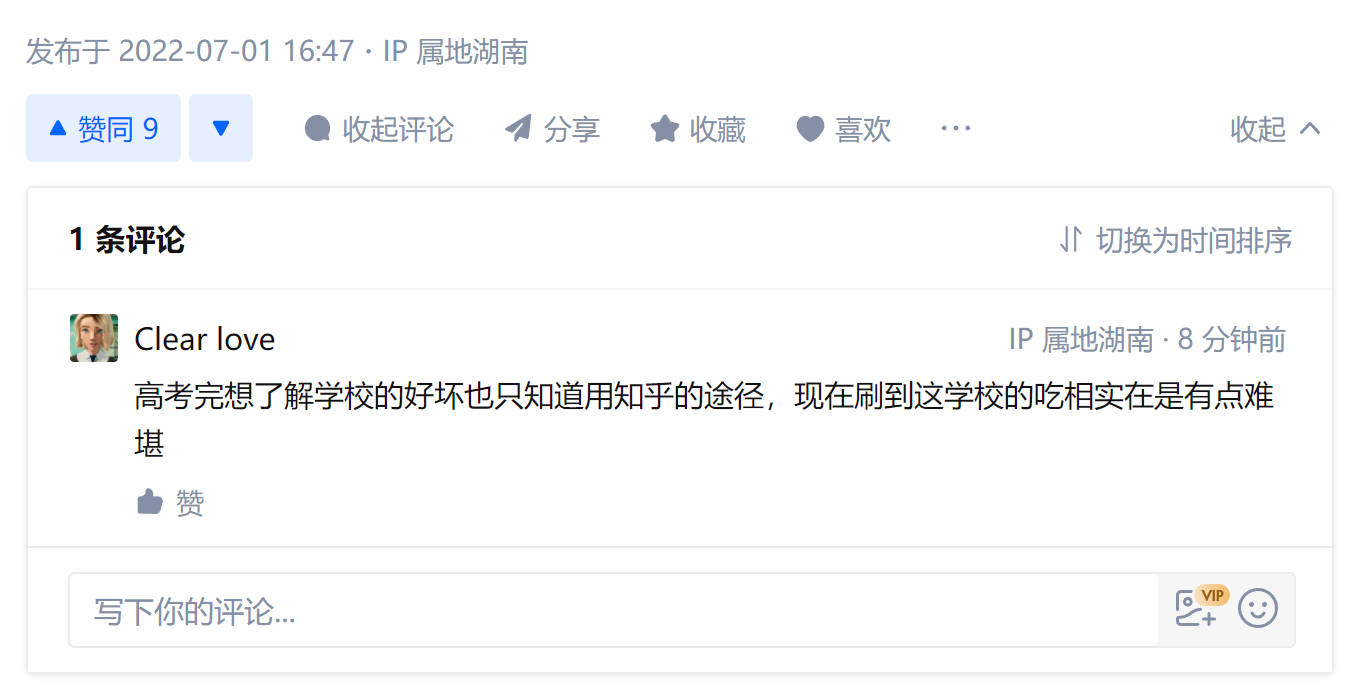 发布于 2022-07-01 16:47 · IP 属地湖南
赞同 9 收起评论 分享 收藏 喜欢 ··· 收起
1 条评论 切换为时间排序
Clear love IP 属地湖南 · 8 分钟前
高考完想了解学校的好坏也只知道用知乎的途径，现在刷到这学校的吃相实在是有点难
堪
赞
写下你的评论... VIP